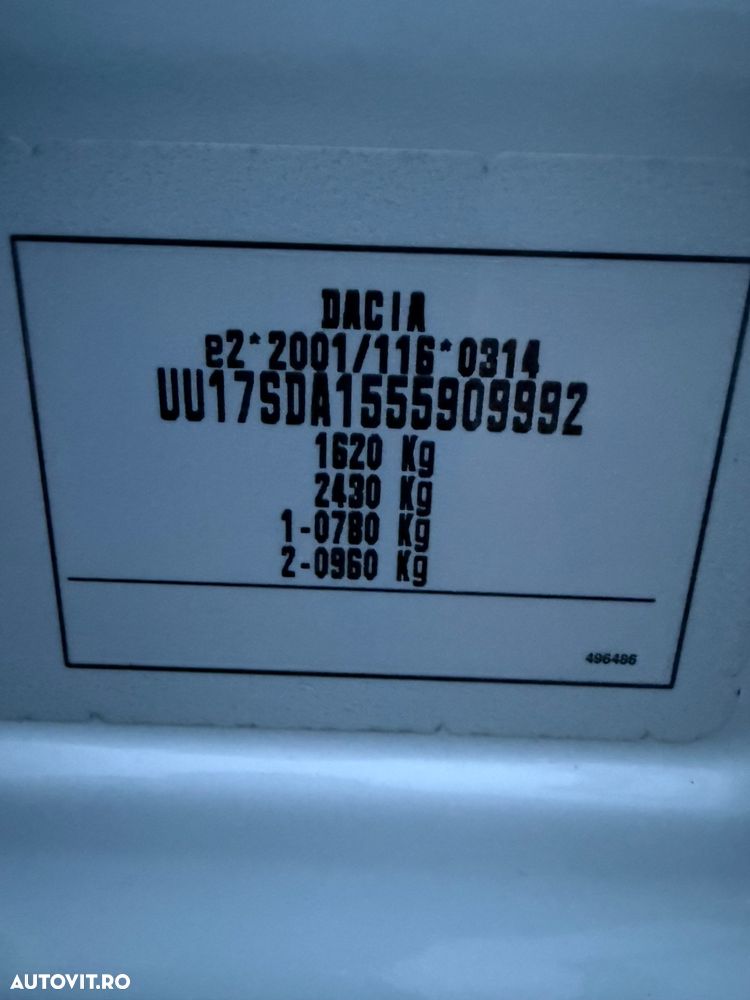 DACIA
e2*2001/116*0314
UU17SDA1555909992
1620 Kg
2430 Kg
1-0780 Kg
2-0960 Kg
496486
AUTOVIT.RO